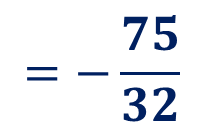 = − 75/32